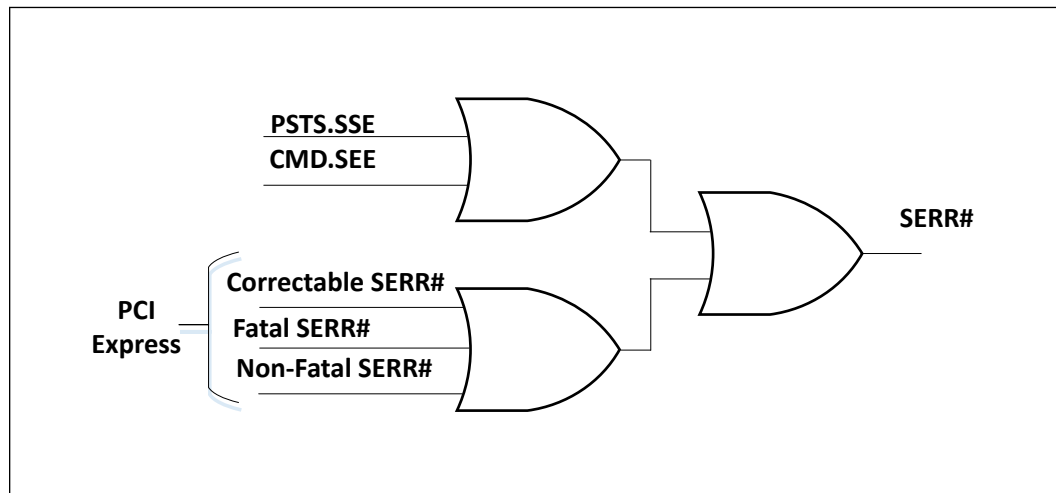 PSTS.SSE
CMD.SEE
SERR#
Correctable SERR#
PCI
Express
Fatal SERR#
Non-Fatal SERR#